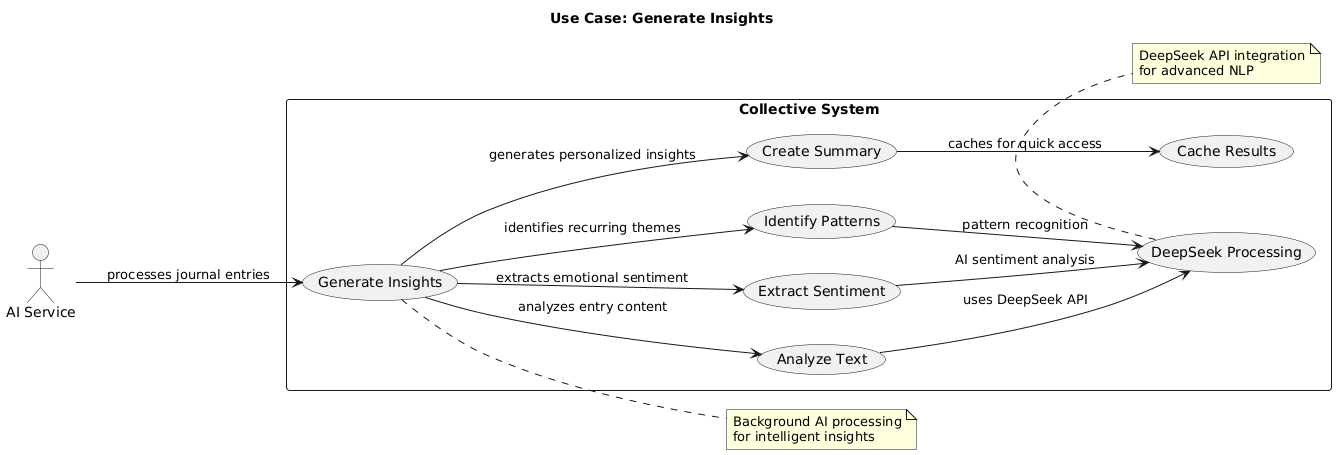 Use Case: Generate Insights
DeepSeek API integration
for advanced NLP
Collective System
generates personalized insights
Create Summary
caches for quick access
Cache Results
identifies recurring themes
Identify Patterns
pattern recognition
DeepSeek Processing
AI Service
processes journal entries
Generate Insights
extracts emotional sentiment
Extract Sentiment
AI sentiment analysis
analyzes entry content
Analyze Text
uses DeepSeek API
Background AI processing
for intelligent insights